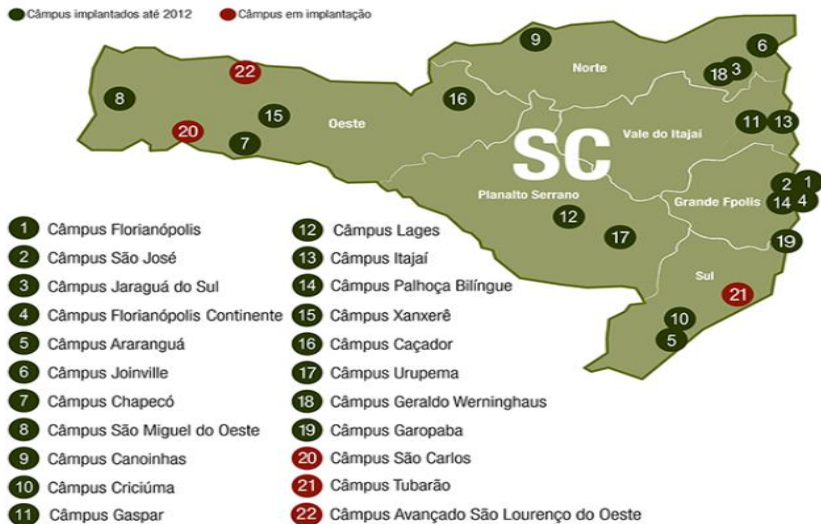 Câmpus implantados até 2012
Câmpus em implantação
9
6
Norte
18
3
22
8
16
15
Oeste
11
13
Vale do Itajaí
20
7
SC
2
1
Planalto Serrano
Grande Fpolis
14
4
12
17
19
Sul
21
10
5
1 Câmpus Florianópolis
2 Câmpus São José
3 Câmpus Jaraguá do Sul
4 Câmpus Florianópolis Continente
5 Câmpus Araranguá
6 Câmpus Joinville
7 Câmpus Chapecó
8 Câmpus São Miguel do Oeste
9 Câmpus Canoinhas
10 Câmpus Criciúma
11 Câmpus Gaspar
12 Câmpus Lages
13 Câmpus Itajaí
14 Câmpus Palhoça Bilíngue
15 Câmpus Xanxerê
16 Câmpus Caçador
17 Câmpus Urupema
18 Câmpus Geraldo Werninghaus
19 Câmpus Garopaba
20 Câmpus São Carlos
21 Câmpus Tubarão
22 Câmpus Avançado São Lourenço do Oeste